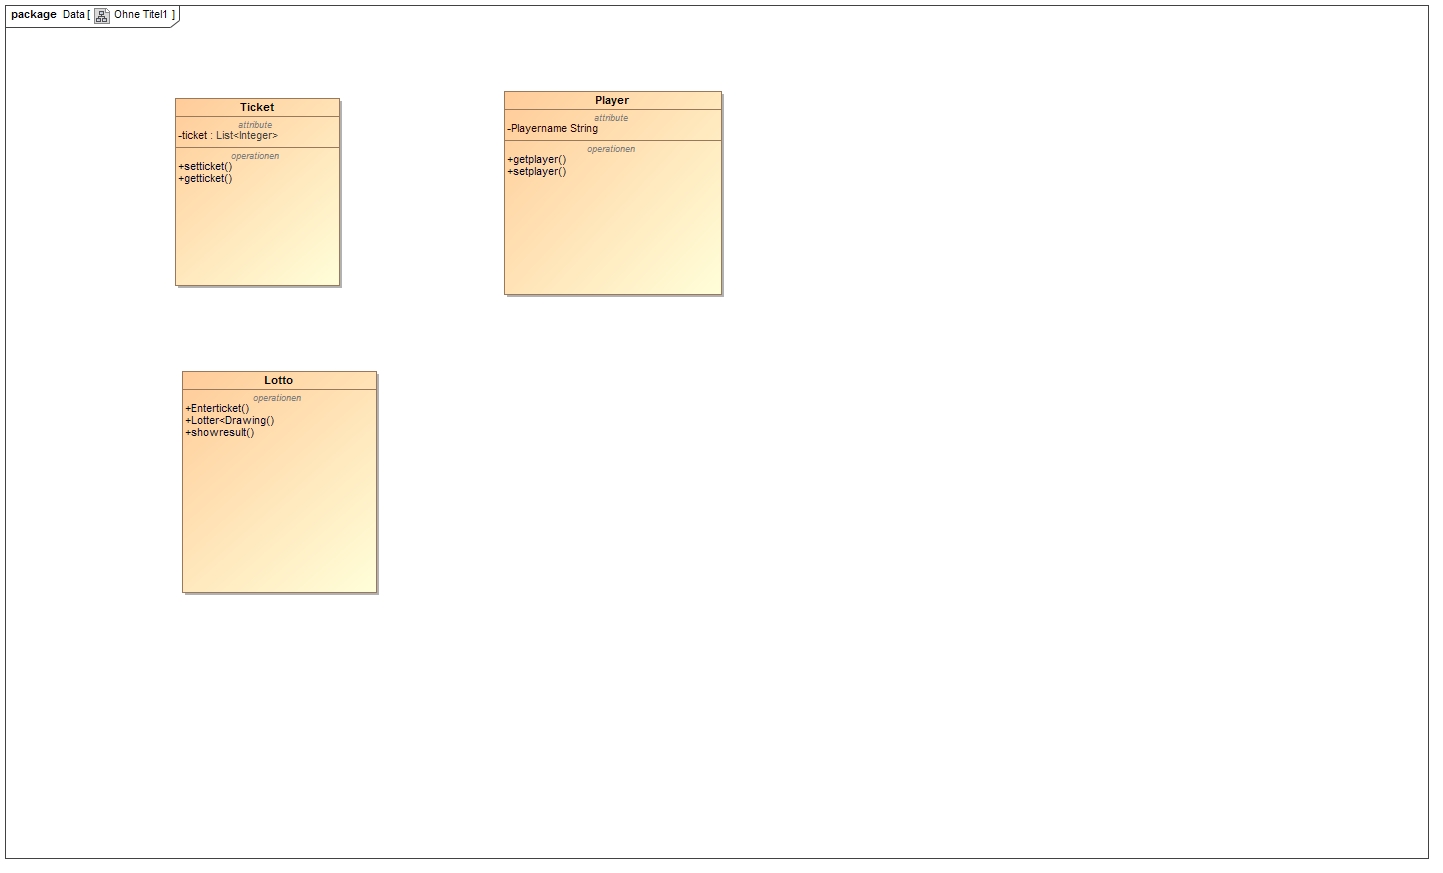 package Data [ Ohne Titel1 ]
Ticket
attribute
-ticket : List<Integer>
operationen
+setticket()
+getticket()
Player
attribute
-Playername String
operationen
+getplayer()
+setplayer()
Lotto
operationen
+Enterticket()
+Lotter<Drawing()
+showresult()